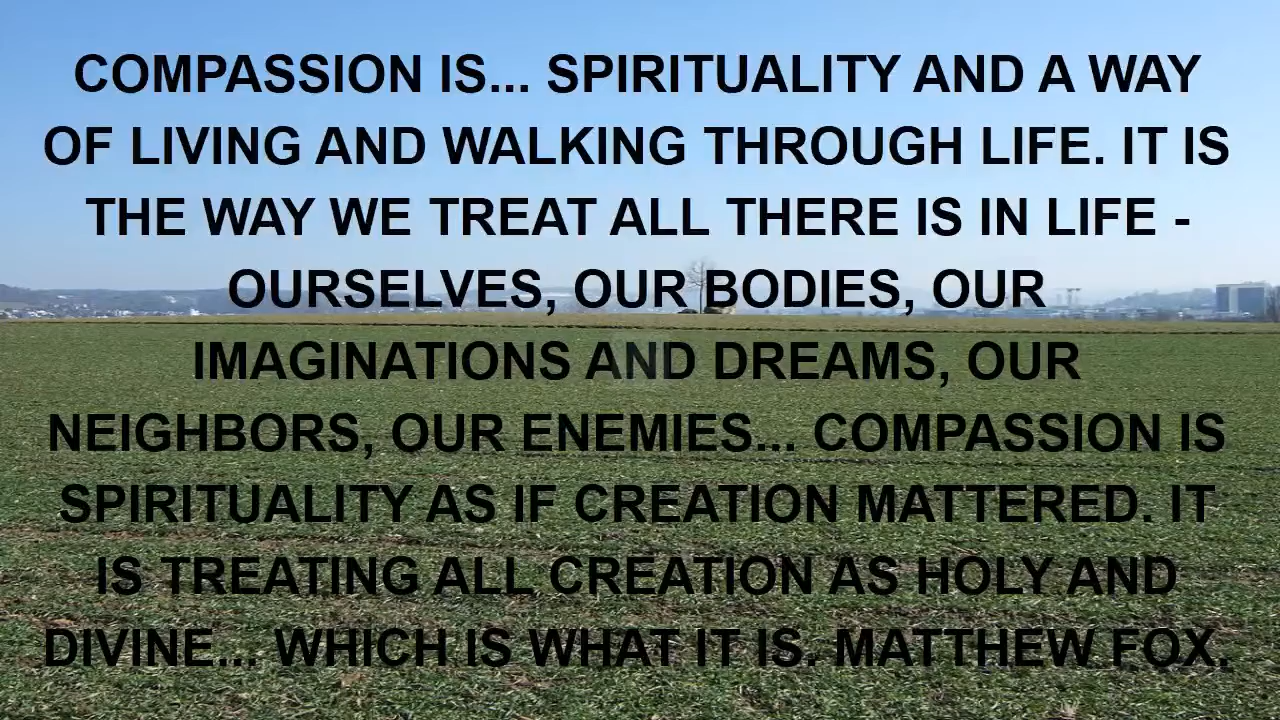 COMPASSION IS... SPIRITUALITY AND A WAY
OF LIVING AND WALKING THROUGH LIFE. IT IS
THE WAY WE TREAT ALL THERE IS IN LIFE -
OURSELVES, OUR BODIES, OUR
IMAGINATIONS AND DREAMS, OUR
NEIGHBORS, OUR ENEMIES... COMPASSION IS
SPIRITUALITY AS IF CREATION MATTERED. IT
IS TREATING ALL CREATION AS HOLY AND
DIVINE... WHICH IS WHAT IT IS. MATTHEW FOX.